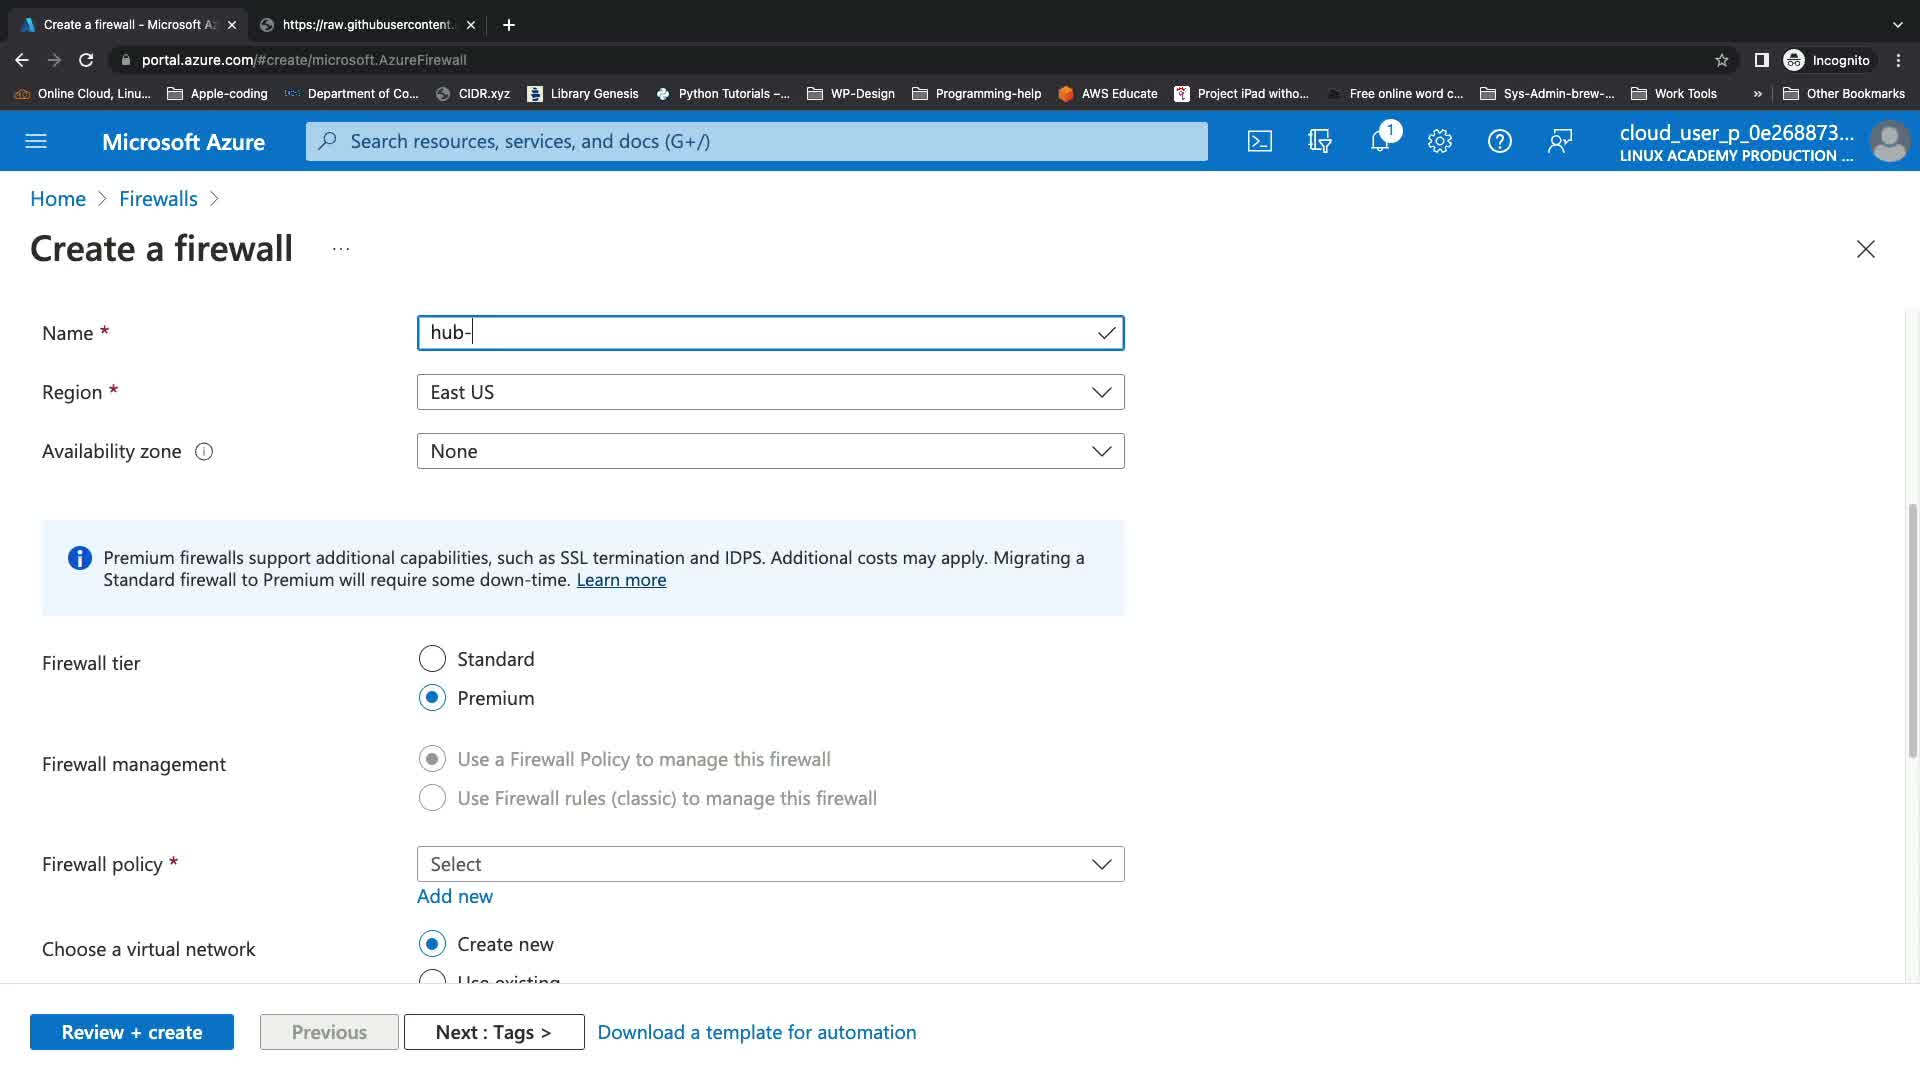 Create a firewall - Microsoft Az
https://raw.githubusercontent.
portal.azure.com/#create/microsoft.AzureFirewall
Incognito
Online Cloud, Linu...
Apple-coding
Department of Co...
CIDR.xyz
Library Genesis
Python Tutorials –...
WP-Design
Programming-help
AWS Educate
Project iPad witho...
Free online word c...
Sys-Admin-brew-...
Work Tools
»
Other Bookmarks
Microsoft Azure
Search resources, services, and docs (G+/)
1
cloud_user_p_0e268873...
LINUX ACADEMY PRODUCTION ...
Home > Firewalls >
Create a firewall ...
Name *
hub-
Region *
East US
Availability zone
None
Premium firewalls support additional capabilities, such as SSL termination and IDPS. Additional costs may apply. Migrating a
Standard firewall to Premium will require some down-time. Learn more
Firewall tier
Standard
Premium
Firewall management
Use a Firewall Policy to manage this firewall
Use Firewall rules (classic) to manage this firewall
Firewall policy *
Select
Add new
Choose a virtual network
Create new
Use existing
Review + create
Previous
Next : Tags >
Download a template for automation